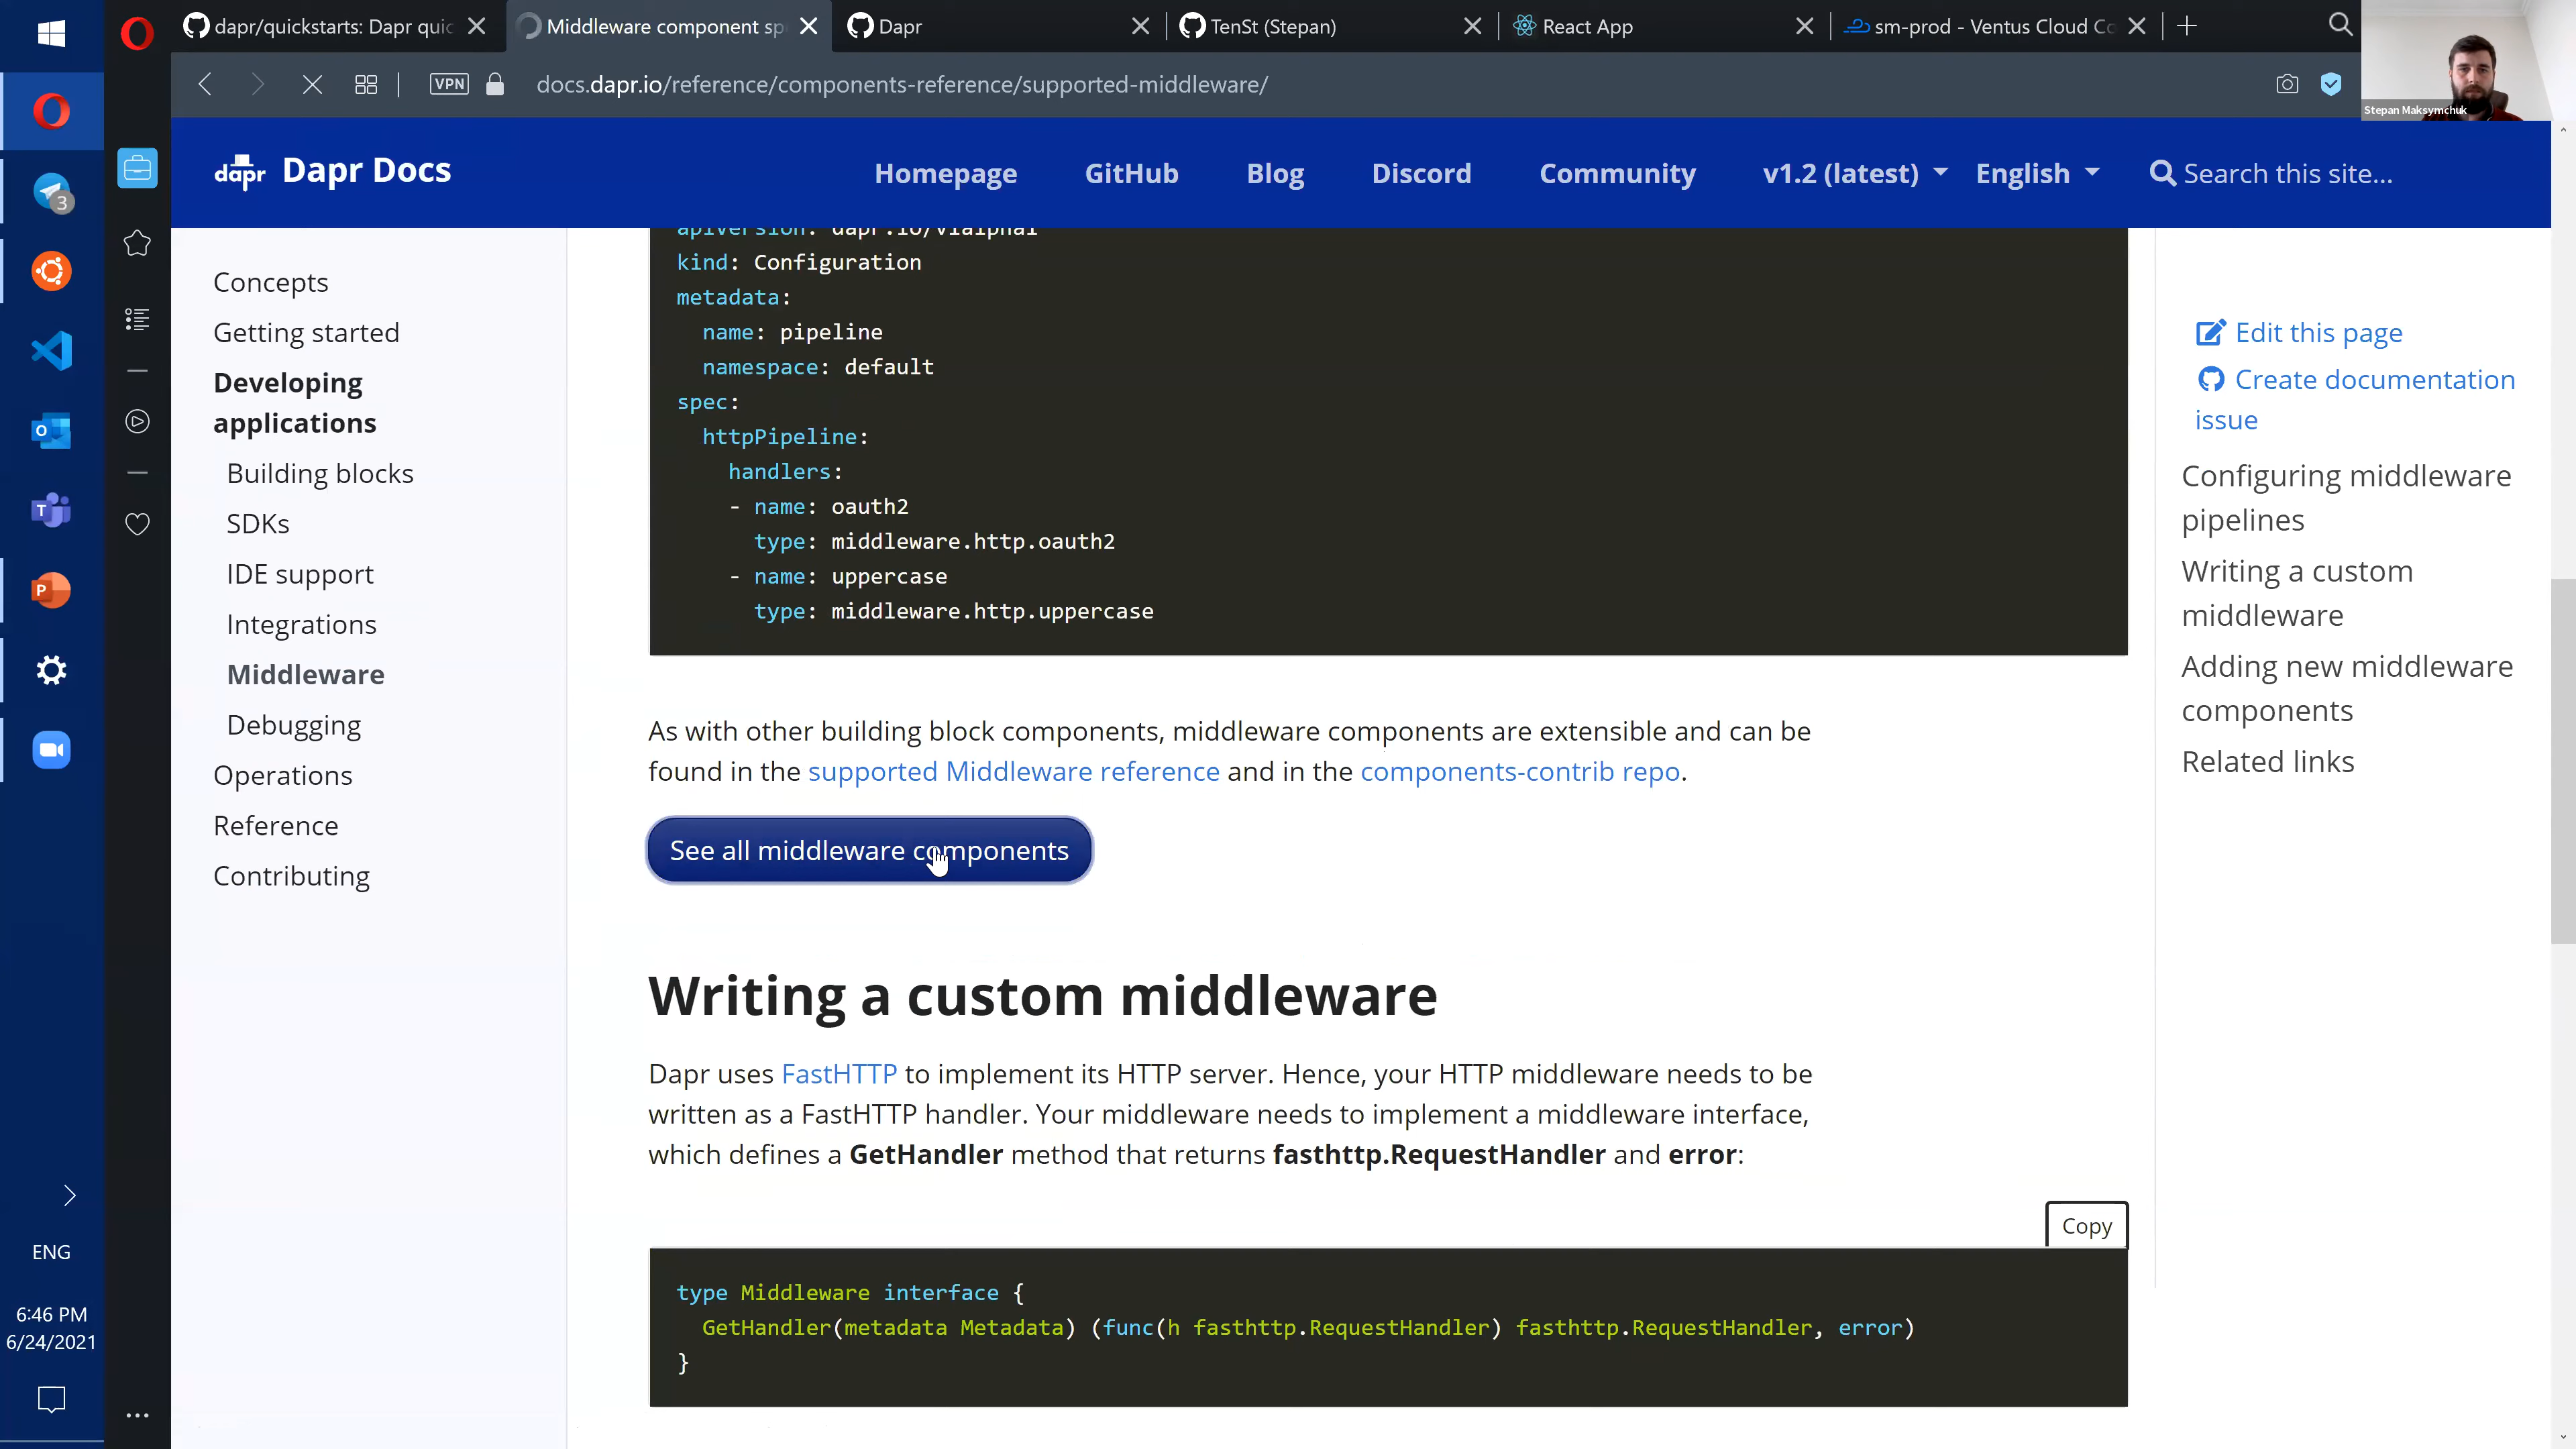 dapr/quickstarts: Dapr quic
Middleware component sp
Dapr
TenSt (Stepan)
React App
sm-prod - Ventus Cloud Co
VPN
docs.dapr.io/reference/components-reference/supported-middleware/
Stepan Maksymchuk
dapr Dapr Docs
Homepage
GitHub
Blog
Discord
Community
v1.2 (latest)
English
Search this site...
3
Concepts
Getting started
Developing
applications
Building blocks
SDKs
IDE support
Integrations
Middleware
Debugging
Operations
Reference
Contributing
apiVersion: dapr.io/v1alpha1
kind: Configuration
metadata:
name: pipeline
namespace: default
spec:
httpPipeline:
handlers:
- name: oauth2
type: middleware.http.oauth2
- name: uppercase
type: middleware.http.uppercase
As with other building block components, middleware components are extensible and can be
found in the supported Middleware reference and in the components-contrib repo.
See all middleware components
Writing a custom middleware
Dapr uses FastHTTP to implement its HTTP server. Hence, your HTTP middleware needs to be
written as a FastHTTP handler. Your middleware needs to implement a middleware interface,
which defines a GetHandler method that returns fasthttp.RequestHandler and error:
Copy
type Middleware interface {
GetHandler(metadata Metadata) (func(h fasthttp.RequestHandler) fasthttp.RequestHandler, error)
}
Edit this page
Create documentation
issue
Configuring middleware
pipelines
Writing a custom
middleware
Adding new middleware
components
Related links
ENG
6:46 PM
6/24/2021